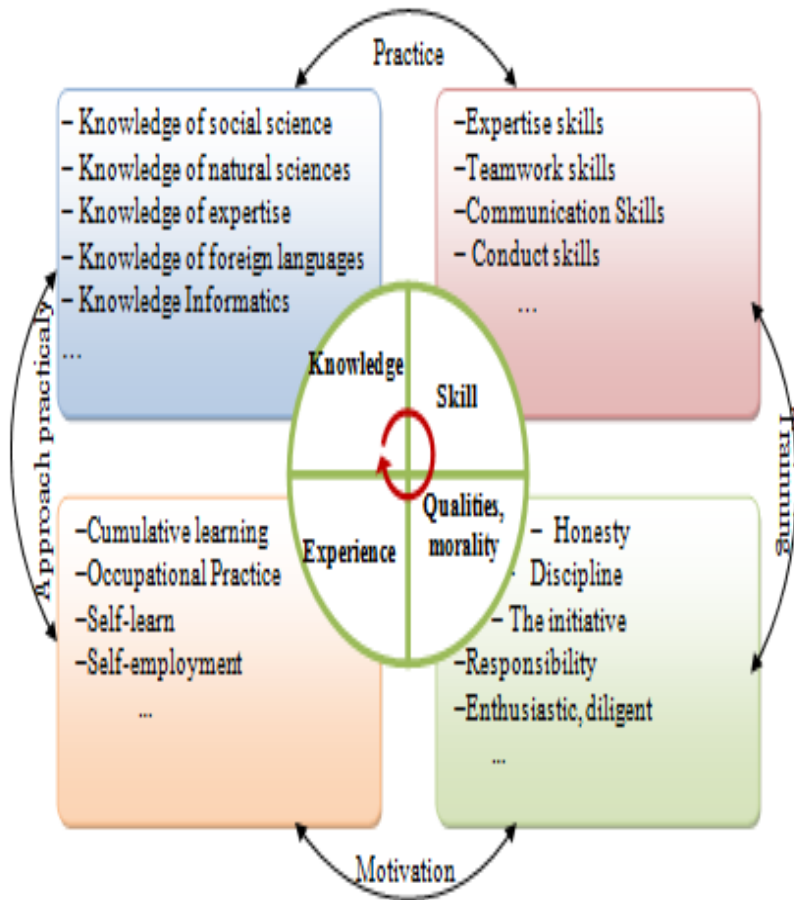 Practice
– Knowledge of social science
– Knowledge of natural sciences
– Knowledge of expertise
– Knowledge of foreign languages
– Knowledge Informatics
...
–Expertise skills
–Teamwork skills
–Communication Skills
– Conduct skills
...
Approach practicaly
Knowledge
Skill
Experience
Qualities,
morality
Trainnung
–Cumulative learning
–Occupational Practice
–Self-learn
–Self-employment
...
– Honesty
- Discipline
– The initiative
–Responsibility
–Enthusiastic, diligent
...
Motivation